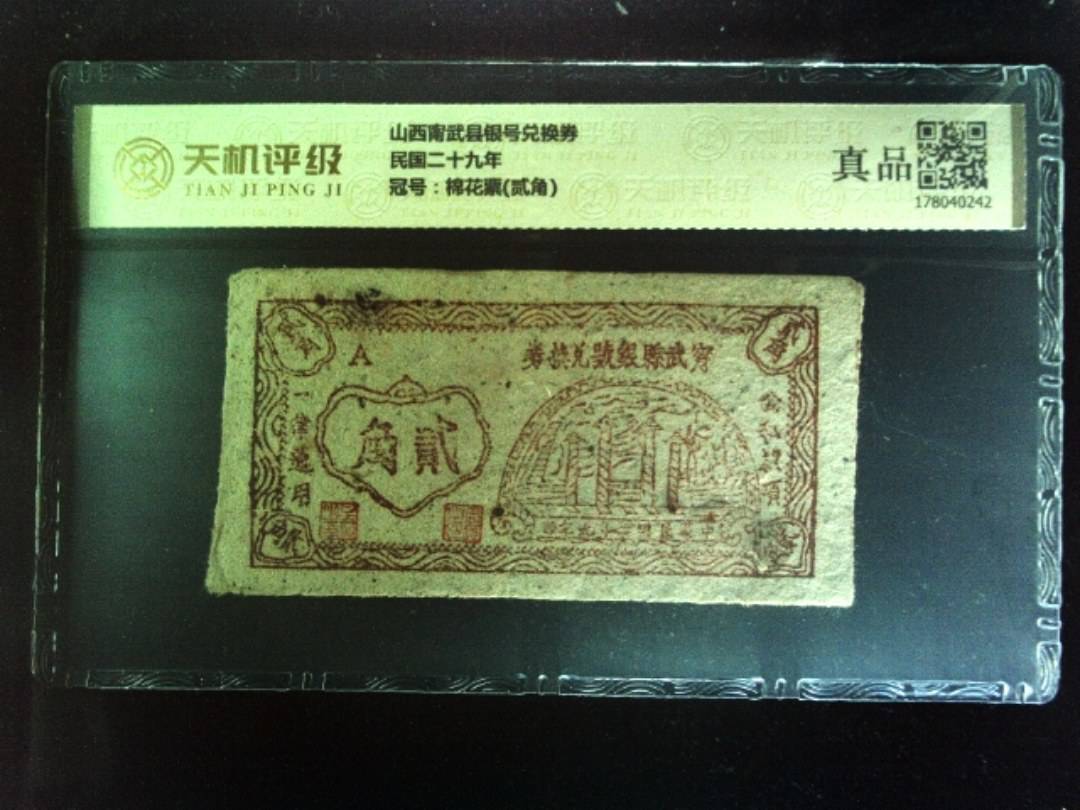 天机评级
TIAN JI PING JI
山西甯武县银号兑换券
民国二十九年
冠号：棉花票(贰角)
真品
178040242
A
甯武縣銀號兌換券
貳角
一律通用